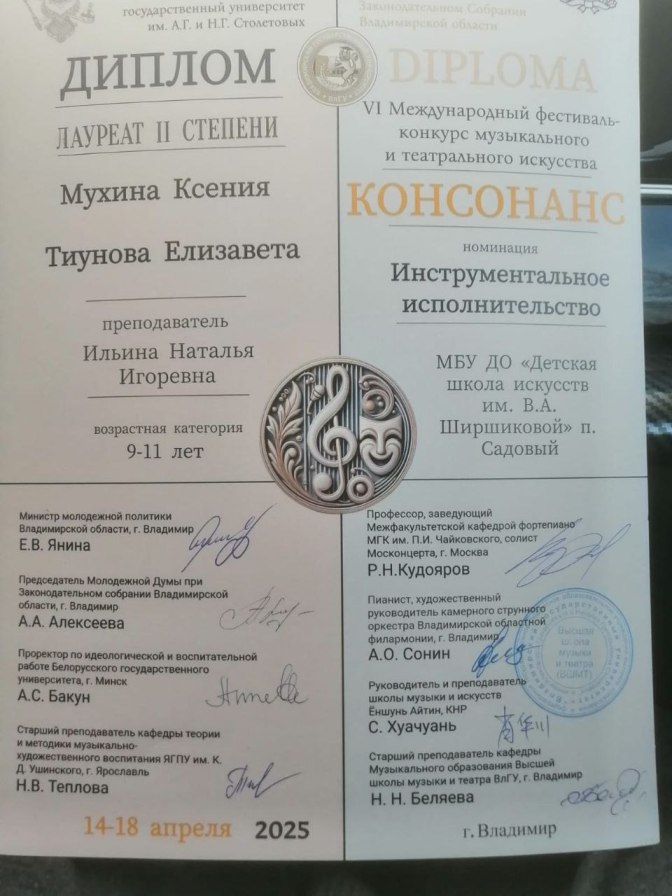 государственный университет
им. А.Г. и Н.Г. Столетовых
ДИПЛОМ
ЛАУРЕАТ II СТЕПЕНИ
Мухина Ксения
Тиунова Елизавета
преподаватель
Ильина Наталья
Игоревна
возрастная категория
9-11 лет
Законодательном Собрании
Владимирской области
DIPLOMA
VI Международный фестиваль-
конкурс музыкального
и театрального искусства
КОНСОНАНС
номинация
Инструментальное
исполнительство
МБУ ДО «Детская
школа искусств
им. В.А.
Ширшиковой» п.
Садовый
Министр молодежной политики
Владимирской области, г. Владимир
Е.В. Янина
Председатель Молодежной Думы при
Законодательном собрании Владимирской
области, г. Владимир
А.А. Алексеева
Проректор по идеологической и воспитательной
работе Белорусского государственного
университета, г. Минск
А.С. Бакун
Старший преподаватель кафедры теории
и методики музыкально-
художественного воспитания ЯГПУ им. К.
Д. Ушинского, г. Ярославль
Н.В. Теплова
14-18 апреля 2025
Профессор, заведующий
Межфакультетской кафедрой фортепиано
МГК им. П.И. Чайковского, солист
Москонцерта, г. Москва
Р.Н.Кудояров
Пианист, художественный
руководитель камерного струнного
оркестра Владимирской областной
филармонии, г. Владимир
А.О. Сонин
Руководитель и преподаватель
школы музыки и искусств
Ёншунь Айтин, КНР
С. Хуачуань
Старший преподаватель кафедры
Музыкального образования Высшей
школы музыки и театра ВлГУ, г. Владимир
Н. Н. Беляева
г. Владимир
Высшая
школа
музыки
и театра
(ВШМТ)